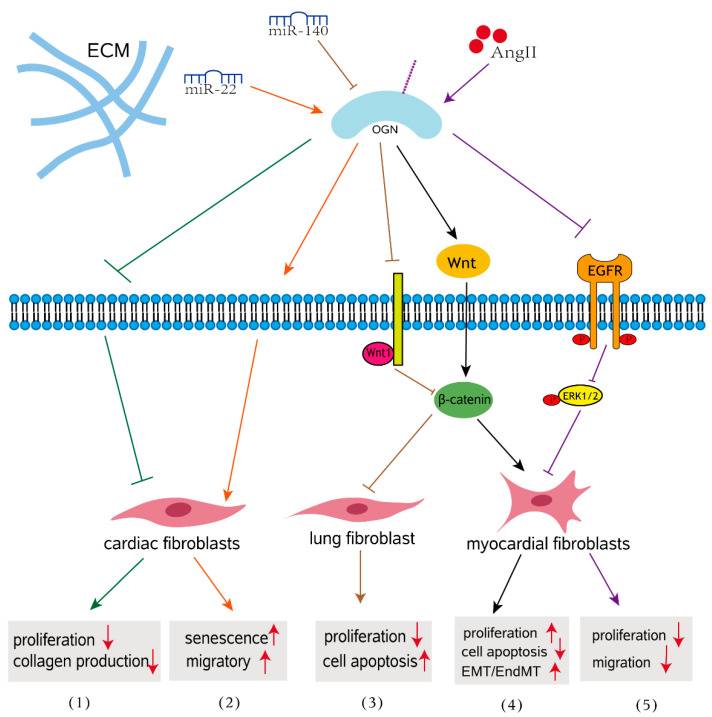 ECM
miR-140
miR-22
AngII
OGN
Wnt
EGFR
Wnt1
P
P
β-catenin
P
ERK1/2
cardiac fibroblasts
lung fibroblast
myocardial fibroblasts
proliferation
collagen production
senescence
migratory
proliferation
cell apoptosis
proliferation
cell apoptosis
EMT/EndMT
proliferation
migration
(1)
(2)
(3)
(4)
(5)